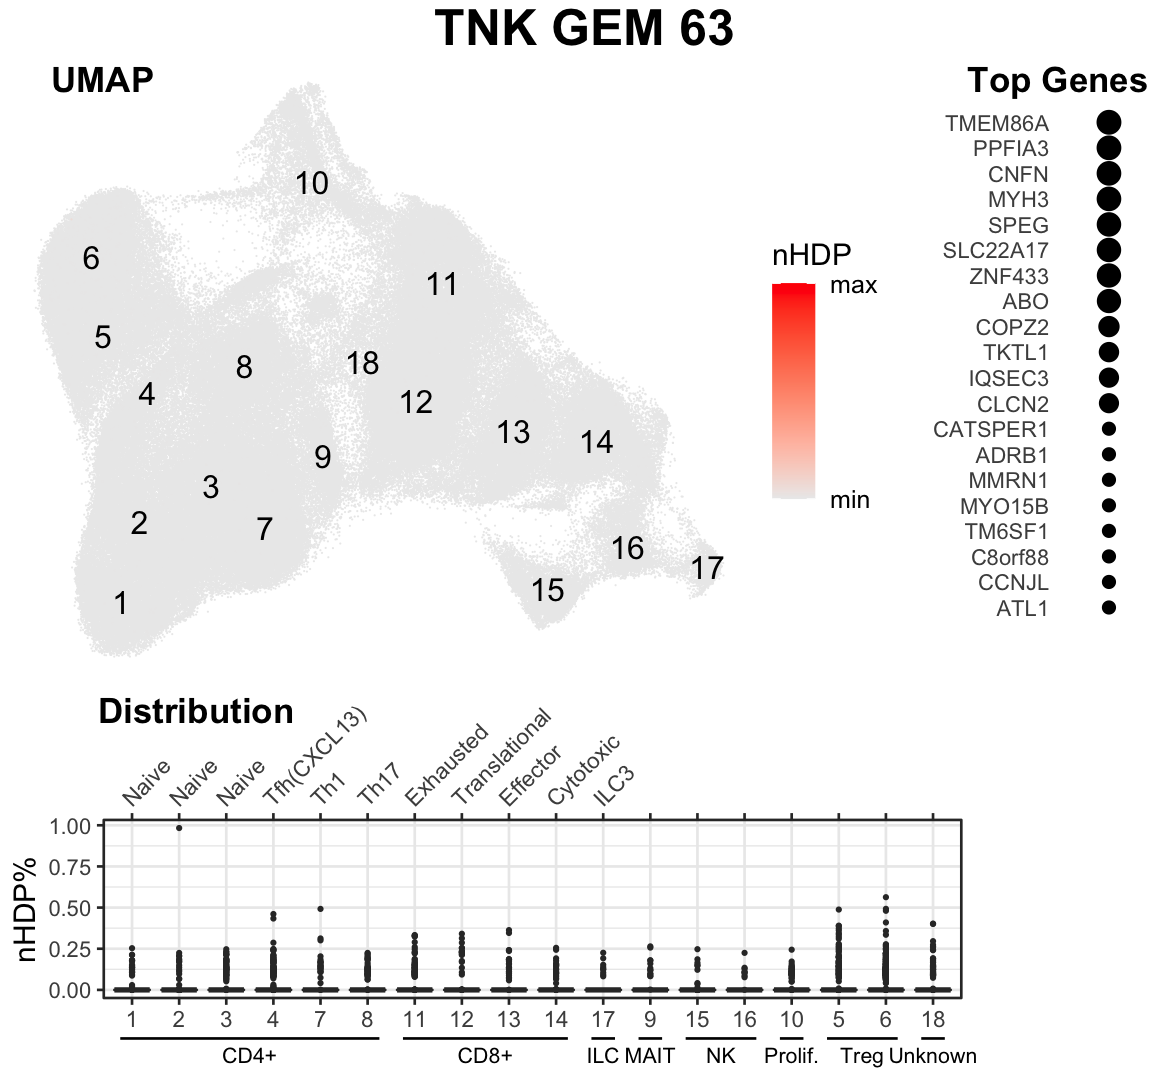 TNK GEM 63
UMAP
Top Genes
10
6
11
5
8
18
4
12
13
14
9
3
2
7
16
17
15
1
nHDP
max
min
TMEM86A
PPFIA3
CNFN
MYH3
SPEG
SLC22A17
ZNF433
ABO
COPZ2
TKTL1
IQSEC3
CLCN2
CATSPER1
ADRB1
MMRN1
MYO15B
TM6SF1
C8orf88
CCNJL
ATL1
Distribution
Naive
Naive
Naive
Tfh(CXCL13)
Th1
Th17
Exhausted
Translational
Effector
Cytotoxic
ILC3
nHDP%
1.00
0.75
0.50
0.25
0.00
1 2 3 4 7 8 11 12 13 14 17 9 15 16 10 5 6 18
CD4+ CD8+ ILC MAIT NK Prolif. Treg Unknown